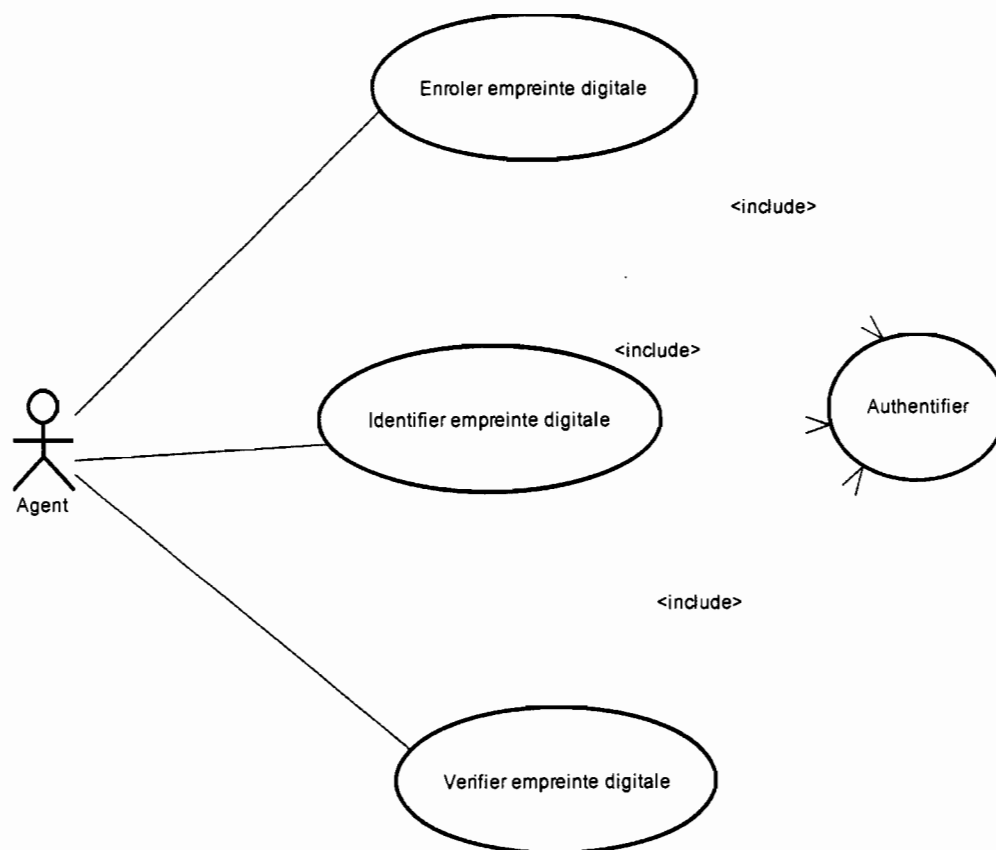 Enroler empreinte digitale
<include>
<include>
Identifier empreinte digitale
Authentifier
Agent
<include>
Verifier empreinte digitale